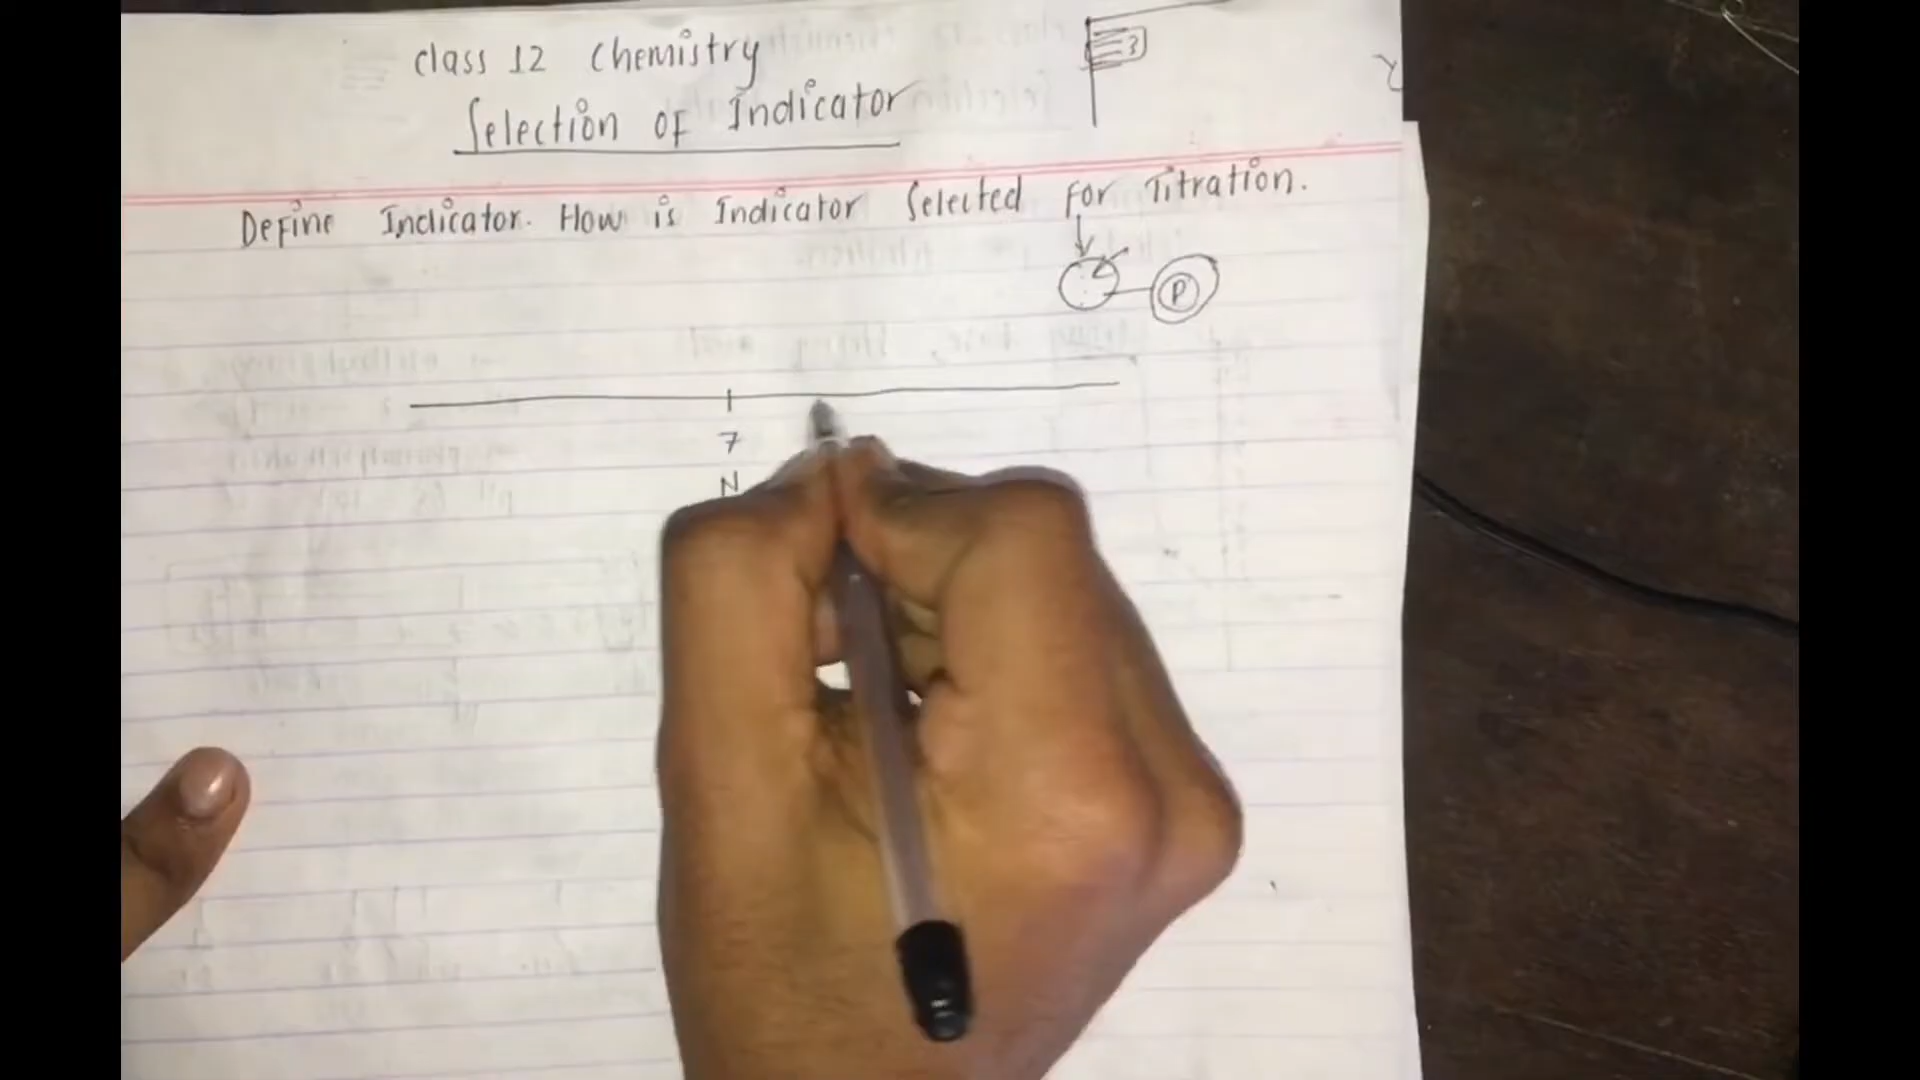 Class 12 Chemistry
Selection of Indicator
Define Indicator. How is Indicator Selected for Titration.
P
7
N